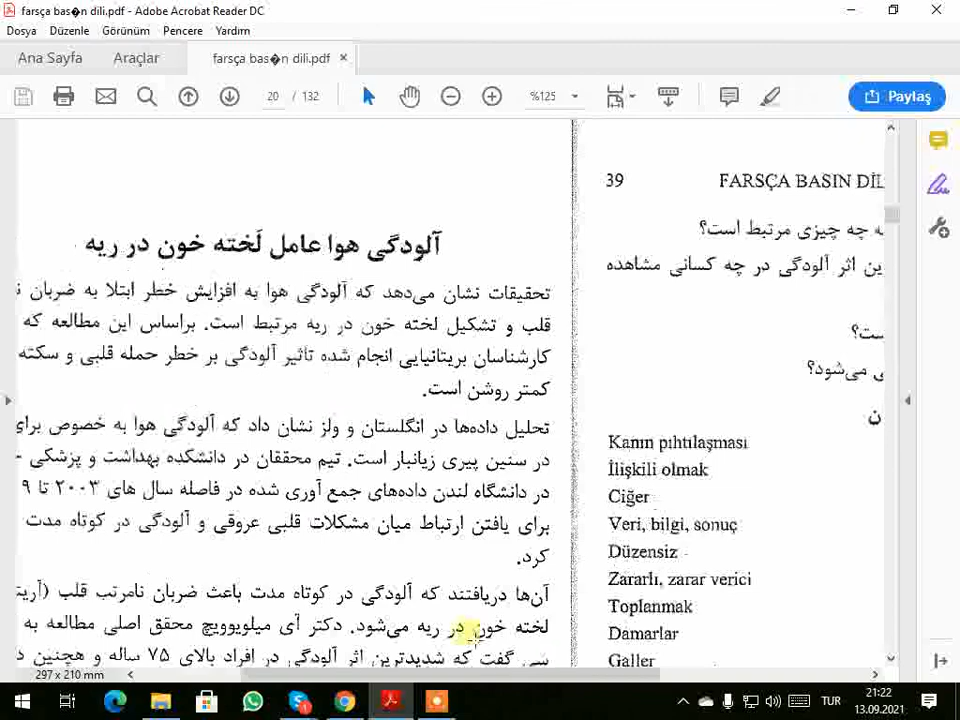 farsça bas�n dili.pdf - Adobe Acrobat Reader DC
Dosya Düzenle Görünüm Pencere Yardım
Ana Sayfa Araçlar farsça bas�n dili.pdf ×
20 / 132 %125 Paylaş
آلودگی هوا عامل لَخته خون در ریه
تحقیقات نشان می‌دهد که آلودگی هوا به افزایش خطر ابتلا به ضربان
قلب و تشکیل لخته خون در ریه مرتبط است. براساس این مطالعه که
کارشناسان بریتانیایی انجام شده تاثیر آلودگی بر خطر حمله قلبی و سکته
کمتر روشن است.
تحلیل داده‌ها در انگلستان و ولز نشان داد که آلودگی هوا به خصوص برای
در سنین پیری زیانبار است. تیم محققان در دانشکده بهداشت و پزشکی
در دانشگاه لندن داده‌های جمع آوری شده در فاصله سال های ۲۰۰۳ تا ۹
برای یافتن ارتباط میان مشکلات قلبی عروقی و آلودگی در کوتاه مدت
کرد.
آن‌ها دریافتند که آلودگی در کوتاه مدت باعث ضربان نامرتب قلب
لخته خون در ریه می‌شود. دکتر آی میلویوویچ محقق اصلی مطالعه به
سی گفت که شدیدترین اثر آلودگی در افراد بالای ۷۵ ساله و هچنین
39 FARSÇA BASIN DİL
ه چه چیزی مرتبط است؟
ین اثر آلودگی در چه کسانی مشاهده
ست؟
ی می‌شود؟
ن
Kanın pıhtılaşması
İlişkili olmak
Ciğer
Veri, bilgi, sonuç
Düzensiz
Zararlı, zarar verici
Toplanmak
Damarlar
Galler
297 x 210 mm
TUR
21:22
13.09.2021